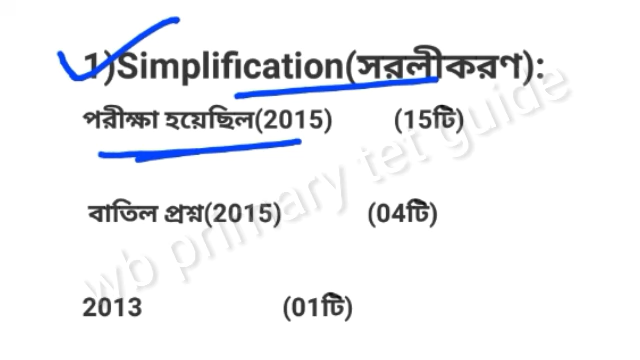 1)Simplification(সরলীকরণ):
পরীক্ষা হয়েছিল(2015) (15টি)
বাতিল প্রশ্ন(2015) (04টি)
wb primary tet guide
2013 (01টি)